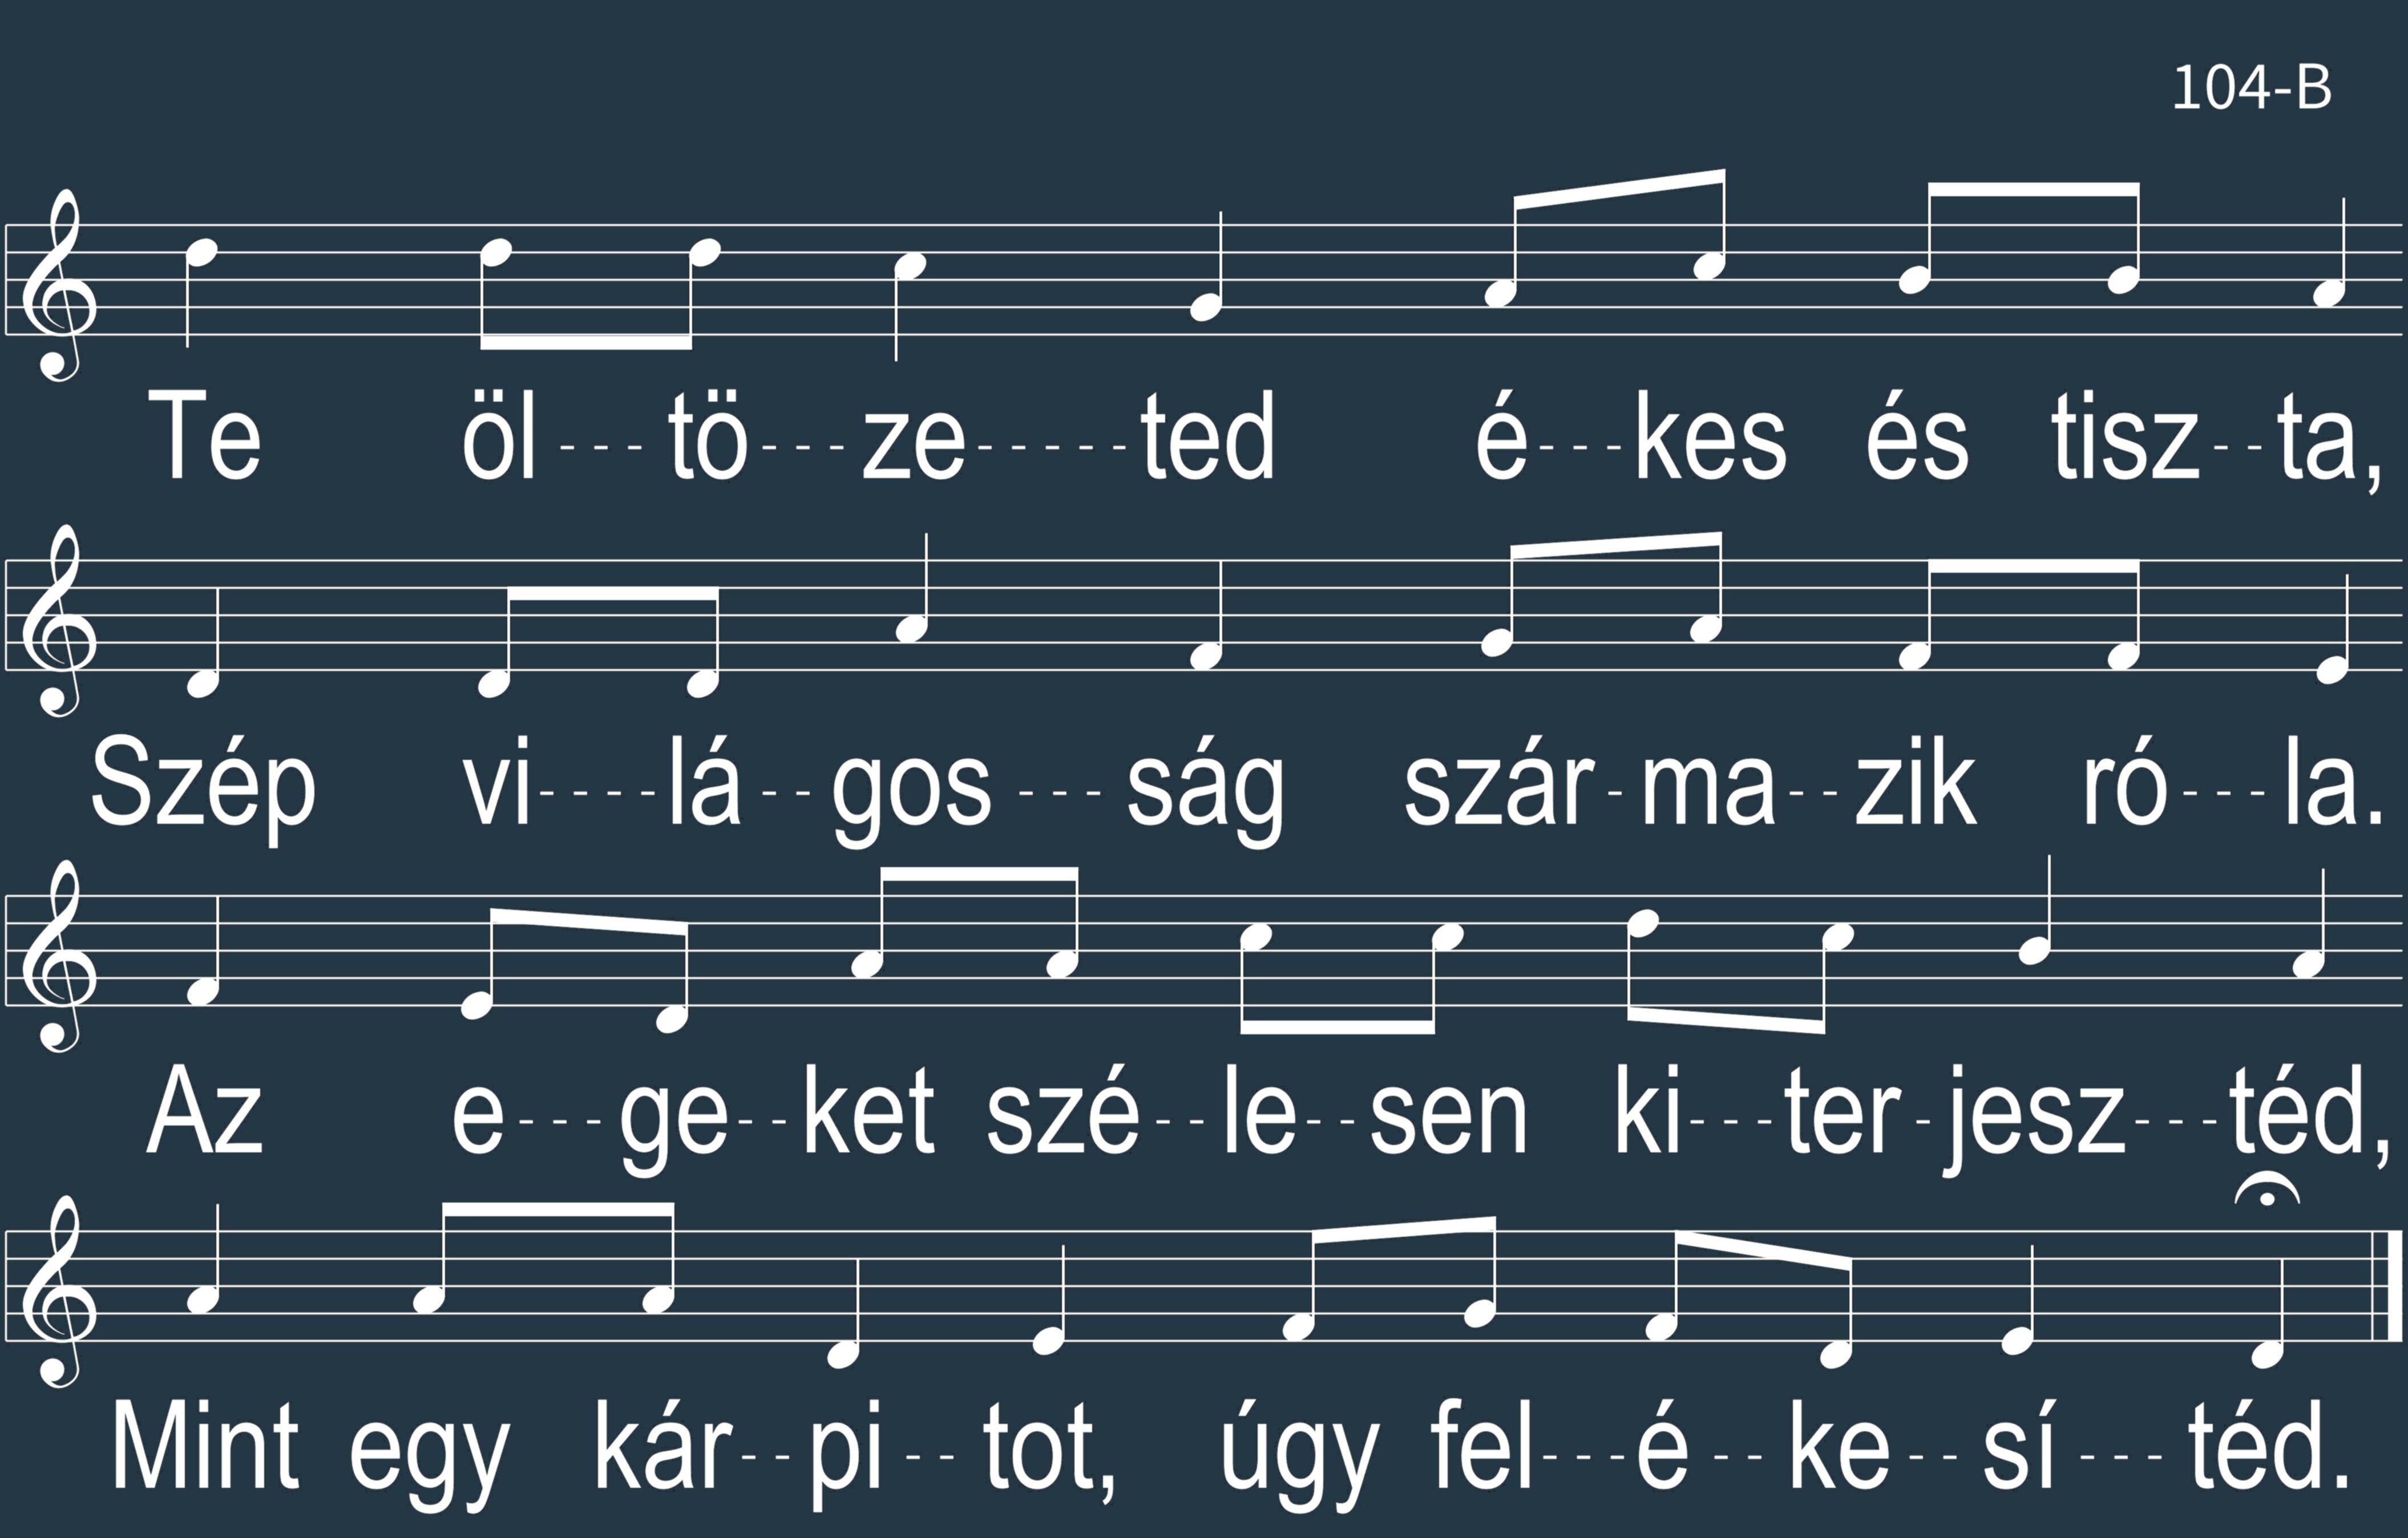 104-B
Te öl---tö---ze-----ted é---kes és tisz--ta,
Szép vi----lá--gos---ság szár-ma--zik ró---la.
Az e---ge--ket szé--le--sen ki---ter-jesz---téd,
Mint egy kár--pi--tot, úgy fel---é--ke--sí---téd.